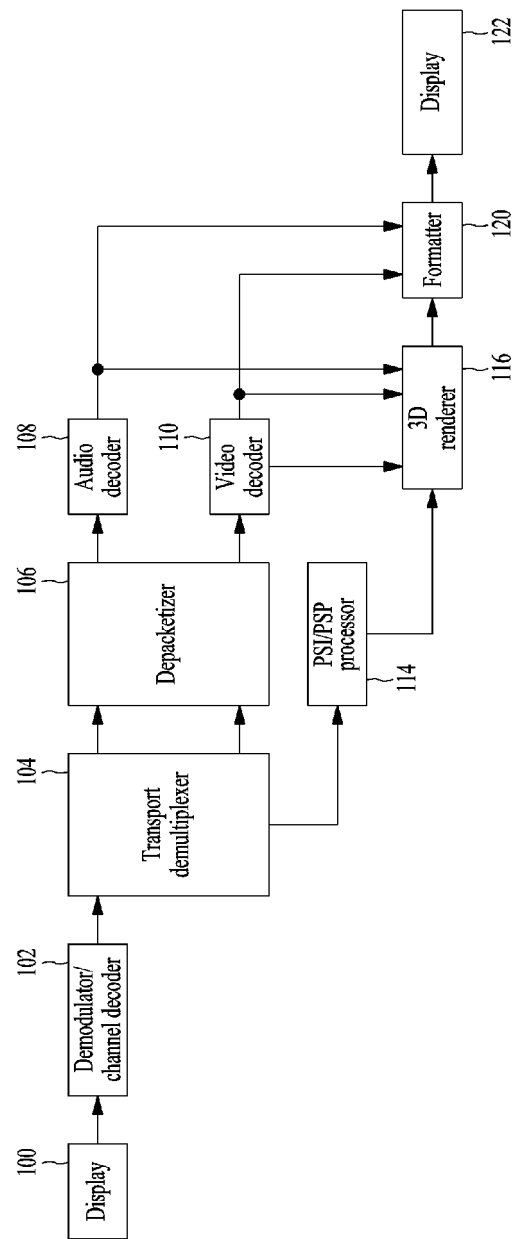 100
Display
102
Demodulator/
channel decoder
104
Transport
demultiplexer
106
Depacketizer
108
Audio
decoder
110
Video
decoder
PSI/PSP
processor
114
3D
renderer
116
Formatter
120
Display
122